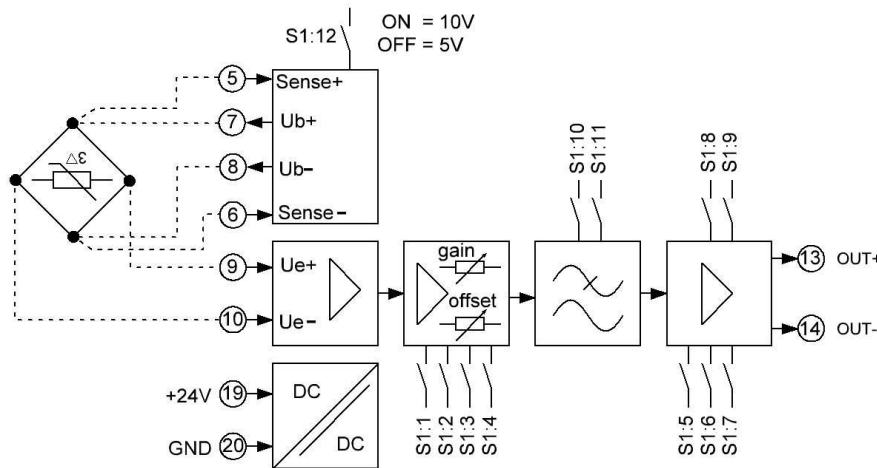 S1:12
ON = 10V
OFF = 5V
5
Sense+
7
Ub+
8
Ub−
6
Sense−
Δε
9
Ue+
10
Ue−
gain
offset
S1:10
S1:11
S1:8
S1:9
13
OUT+
14
OUT-
S1:1
S1:2
S1:3
S1:4
S1:5
S1:6
S1:7
+24V
19
DC
GND
20
DC